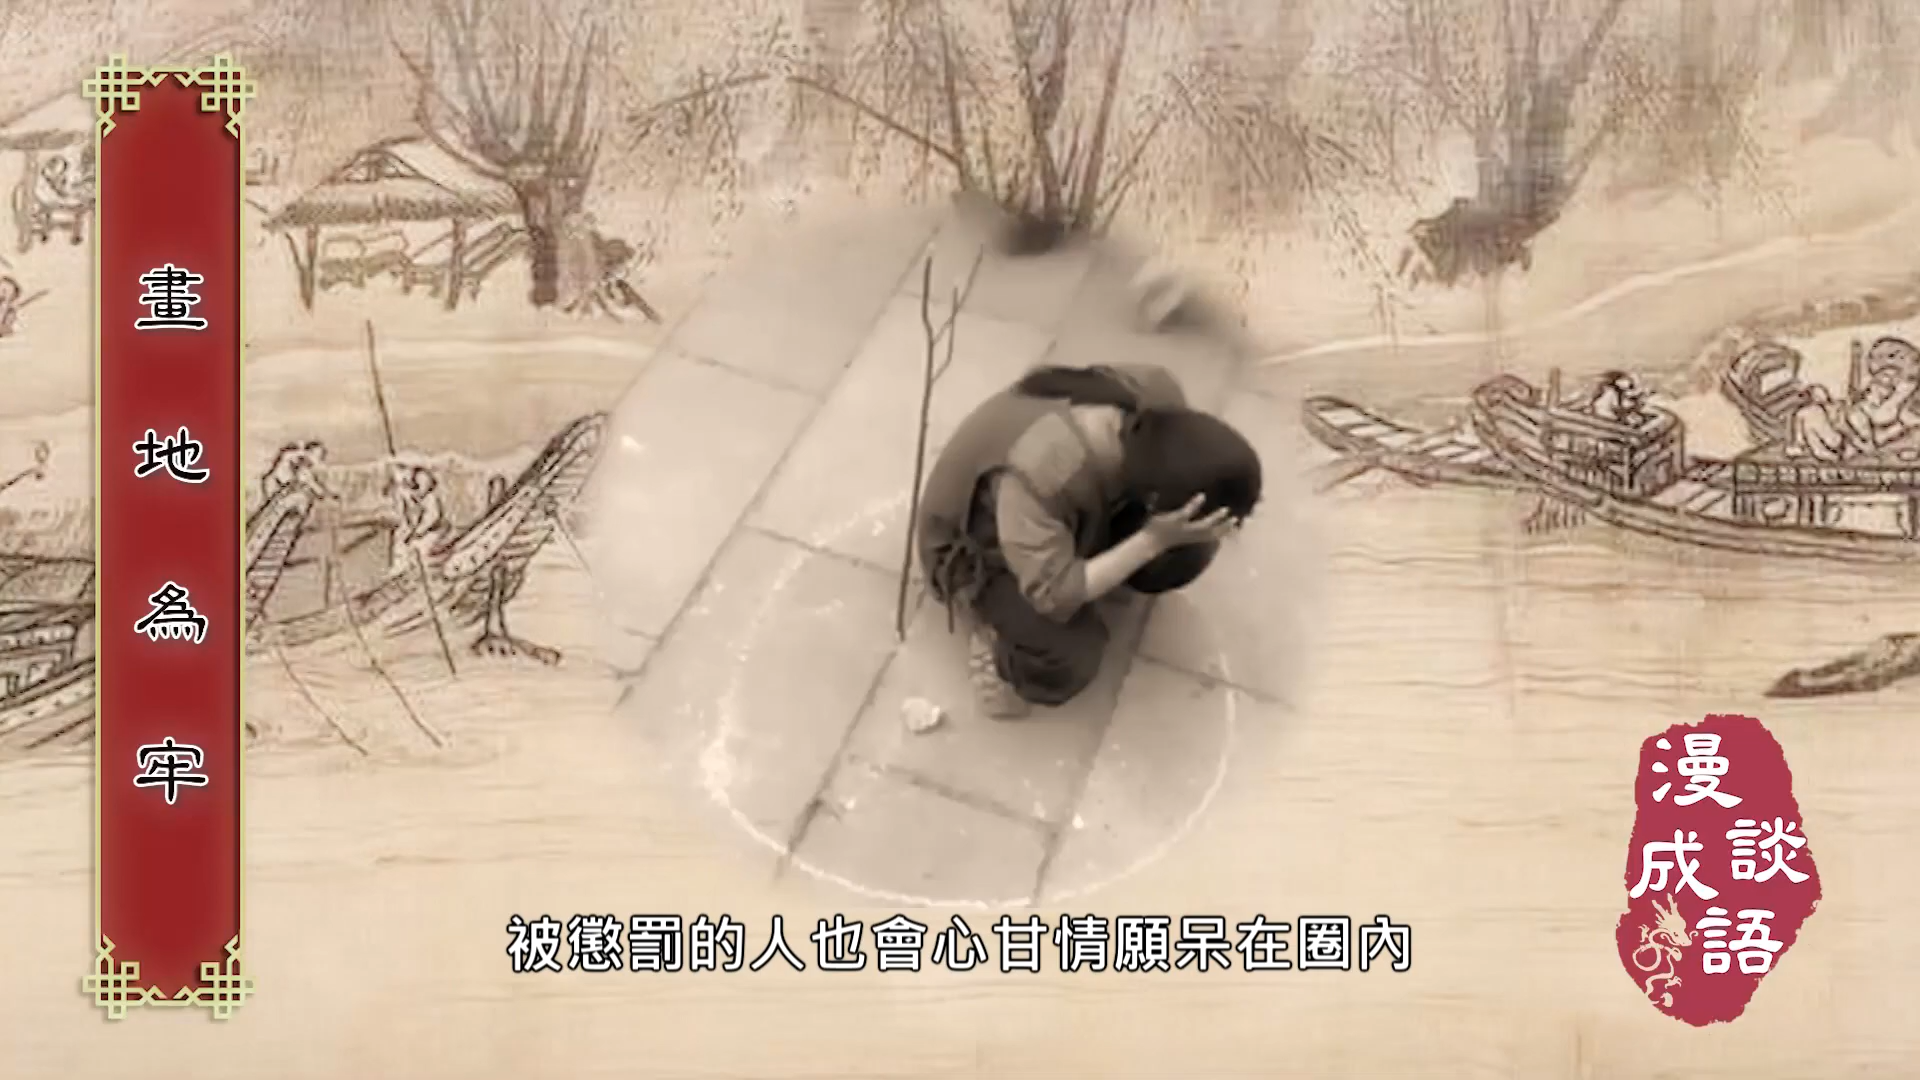 畫地為牢
被懲罰的人也會心甘情願呆在圈內
漫談成語